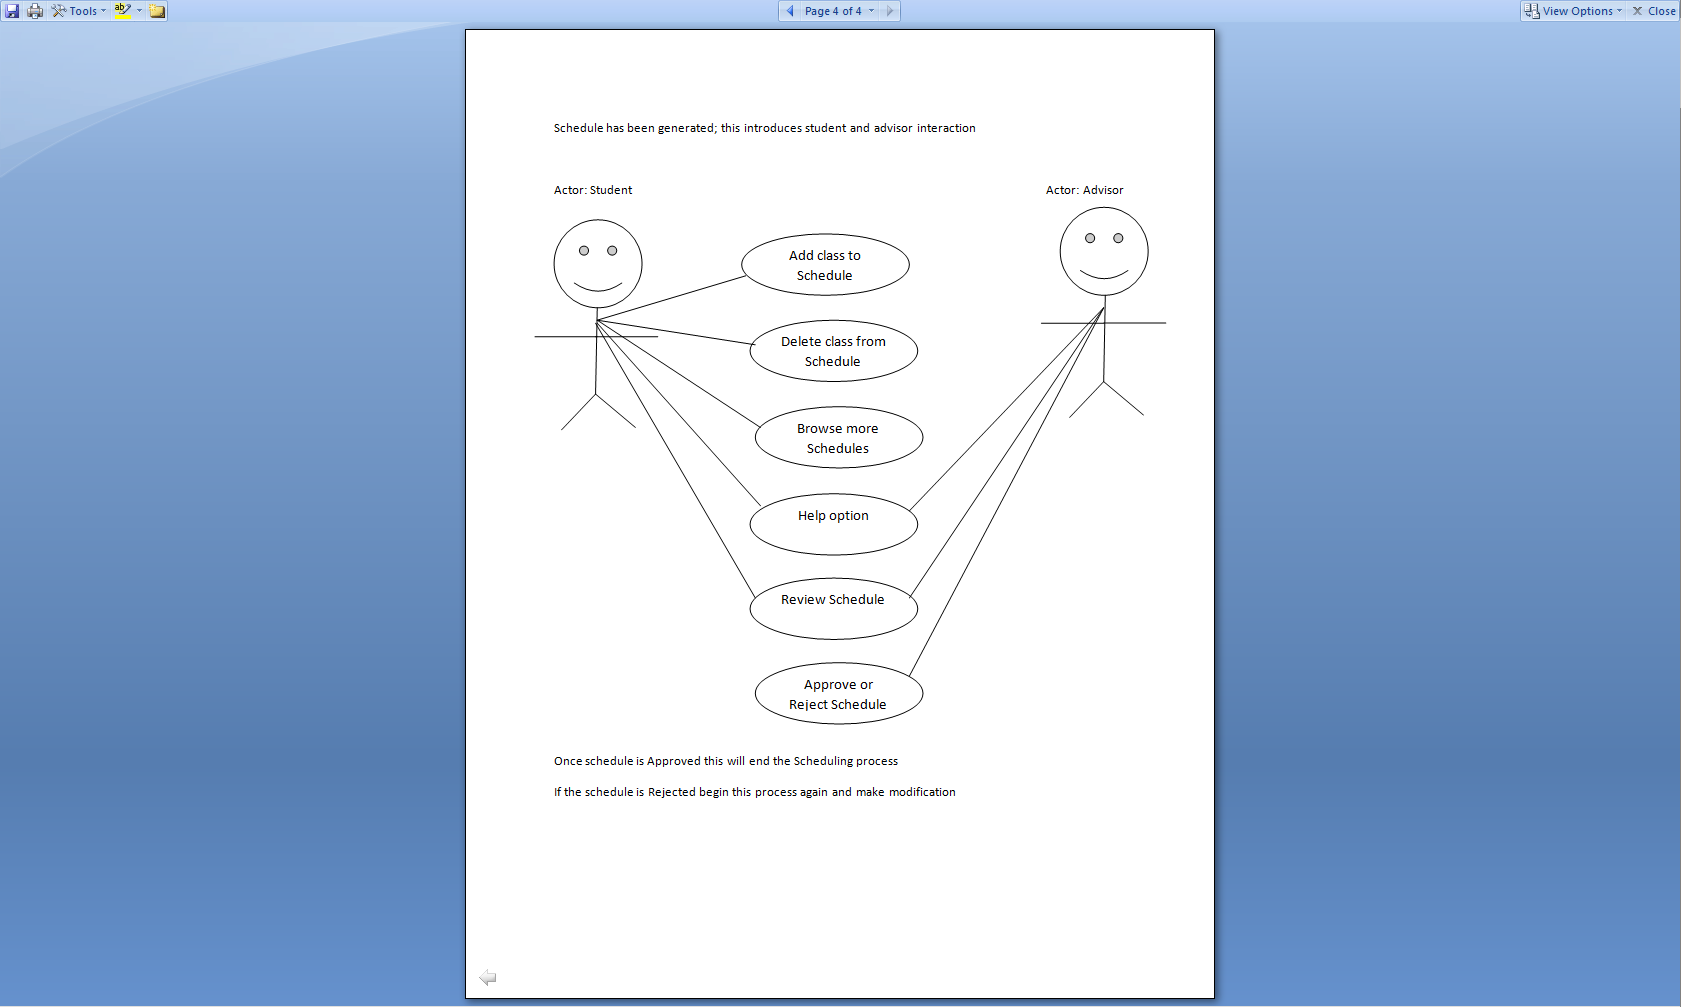 Tools
ab
Page 4 of 4
View Options
Close
Schedule has been generated; this introduces student and advisor interaction
Actor: Student
Actor: Advisor
Add class to
Schedule
Delete class from
Schedule
Browse more
Schedules
Help option
Review Schedule
Approve or
Reject Schedule
Once schedule is Approved this will end the Scheduling process
If the schedule is Rejected begin this process again and make modification